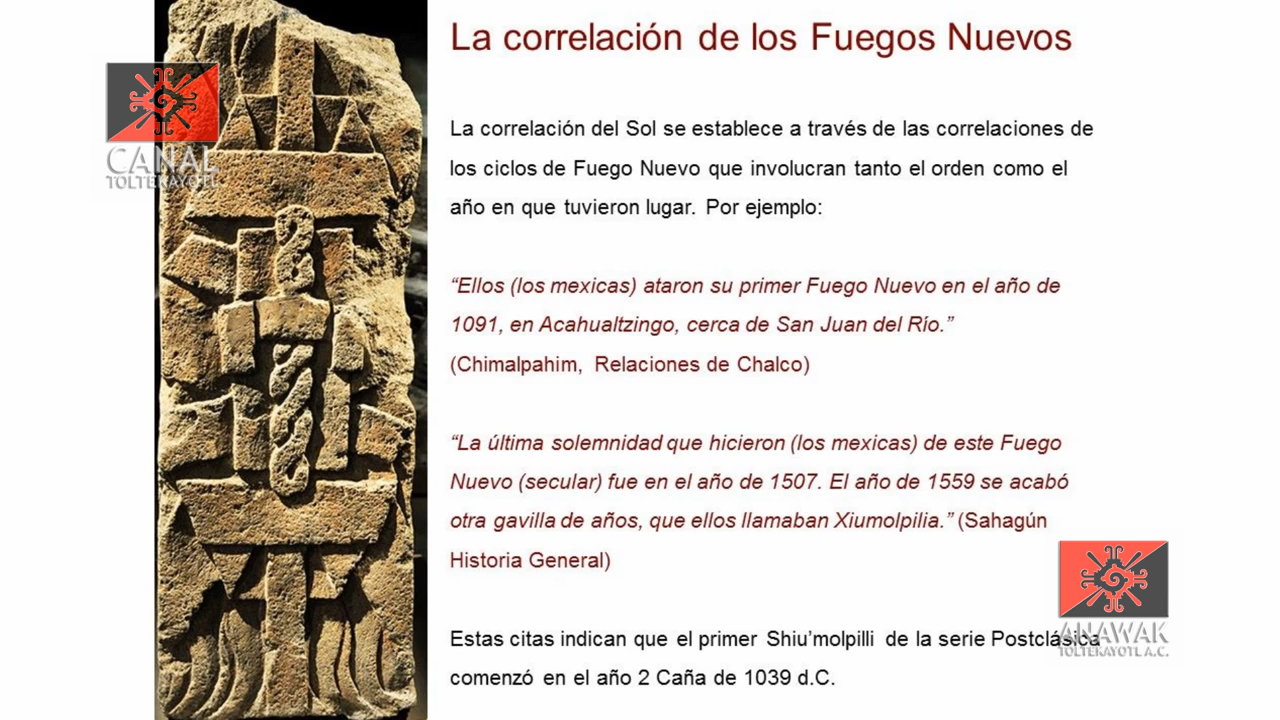 La correlación de los Fuegos Nuevos
CANAL
TOLTEKAYOTL
La correlación del Sol se establece a través de las correlaciones de
los ciclos de Fuego Nuevo que involucran tanto el orden como el
año en que tuvieron lugar. Por ejemplo:
“Ellos (los mexicas) ataron su primer Fuego Nuevo en el año de
1091, en Acahualtzingo, cerca de San Juan del Río.”
(Chimalpahim, Relaciones de Chalco)
“La última solemnidad que hicieron (los mexicas) de este Fuego
Nuevo (secular) fue en el año de 1507. El año de 1559 se acabó
otra gavilla de años, que ellos llamaban Xiumolpilia.” (Sahagún
Historia General)
Estas citas indican que el primer Shiu’molpilli de la serie Postclásica
comenzó en el año 2 Caña de 1039 d.C.
ANAWAK
TOLTEKAYOTL A.C.